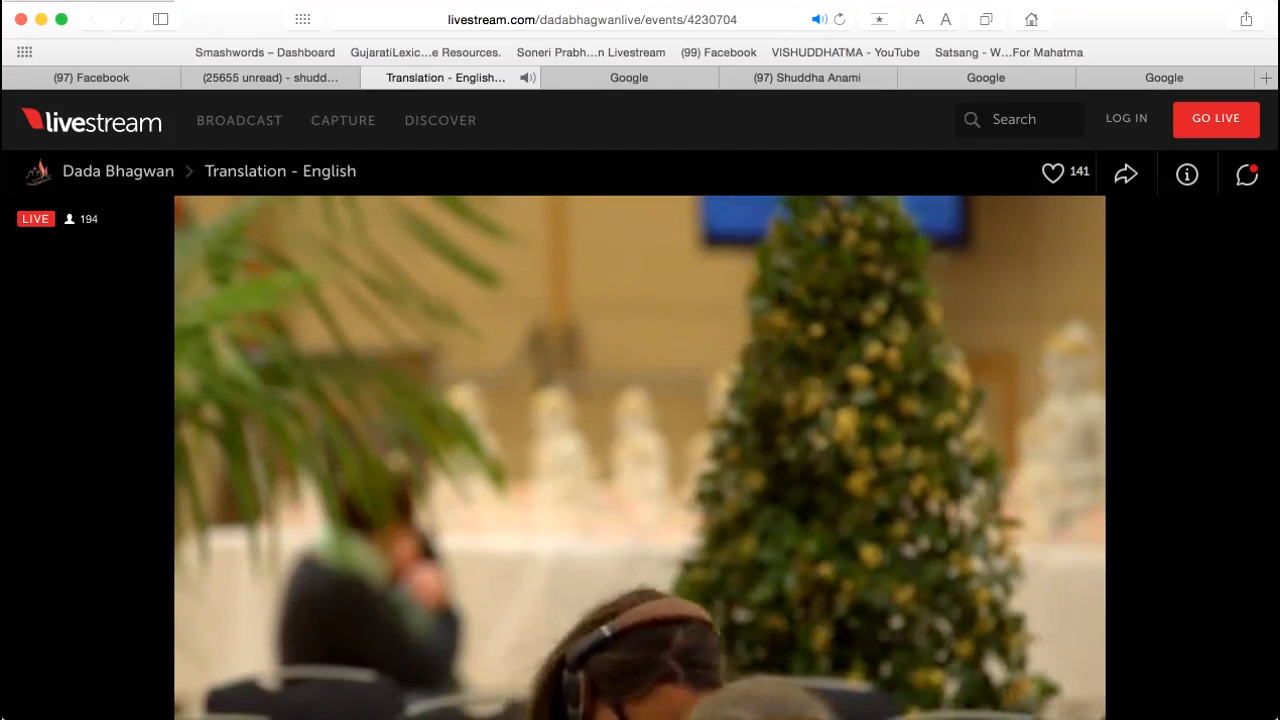 livestream.com/dadabhagwanlive/events/4230704
A A
Smashwords – Dashboard GujaratiLexic...e Resources. Soneri Prabh...n Livestream (99) Facebook VISHUDDHATMA - YouTube Satsang - W...For Mahatma
(97) Facebook (25655 unread) - shudd... Translation - English... Google (97) Shuddha Anami Google Google
livestream BROADCAST CAPTURE DISCOVER Search LOG IN GO LIVE
Dada Bhagwan Translation - English 141
LIVE 194